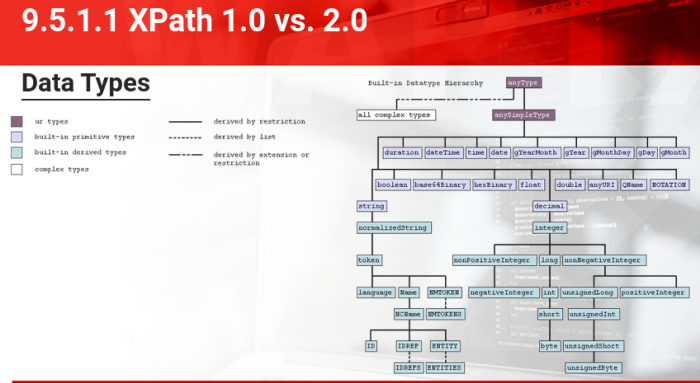 9.5.1.1 XPath 1.0 vs. 2.0
Data Types
ur types
built-in primitive types
built-in derived types
complex types
derived by restriction
derived by list
derived by extension or
restriction
Built-in Datatype Hierarchy
anyType
all complex types
anySimpleType
duration dateTime time date gYearMonth gYear gMonthDay gDay gMonth
boolean base64Binary hexBinary float double anyURI QName NOTATION
string decimal
normalizedString integer
token nonPositiveInteger long nonNegativeInteger
language Name NMTOKEN negativeInteger int unsignedLong positiveInteger
NCName NMTOKENS short unsignedInt
ID IDREF ENTITY byte unsignedShort
IDREFS ENTITIES unsignedByte